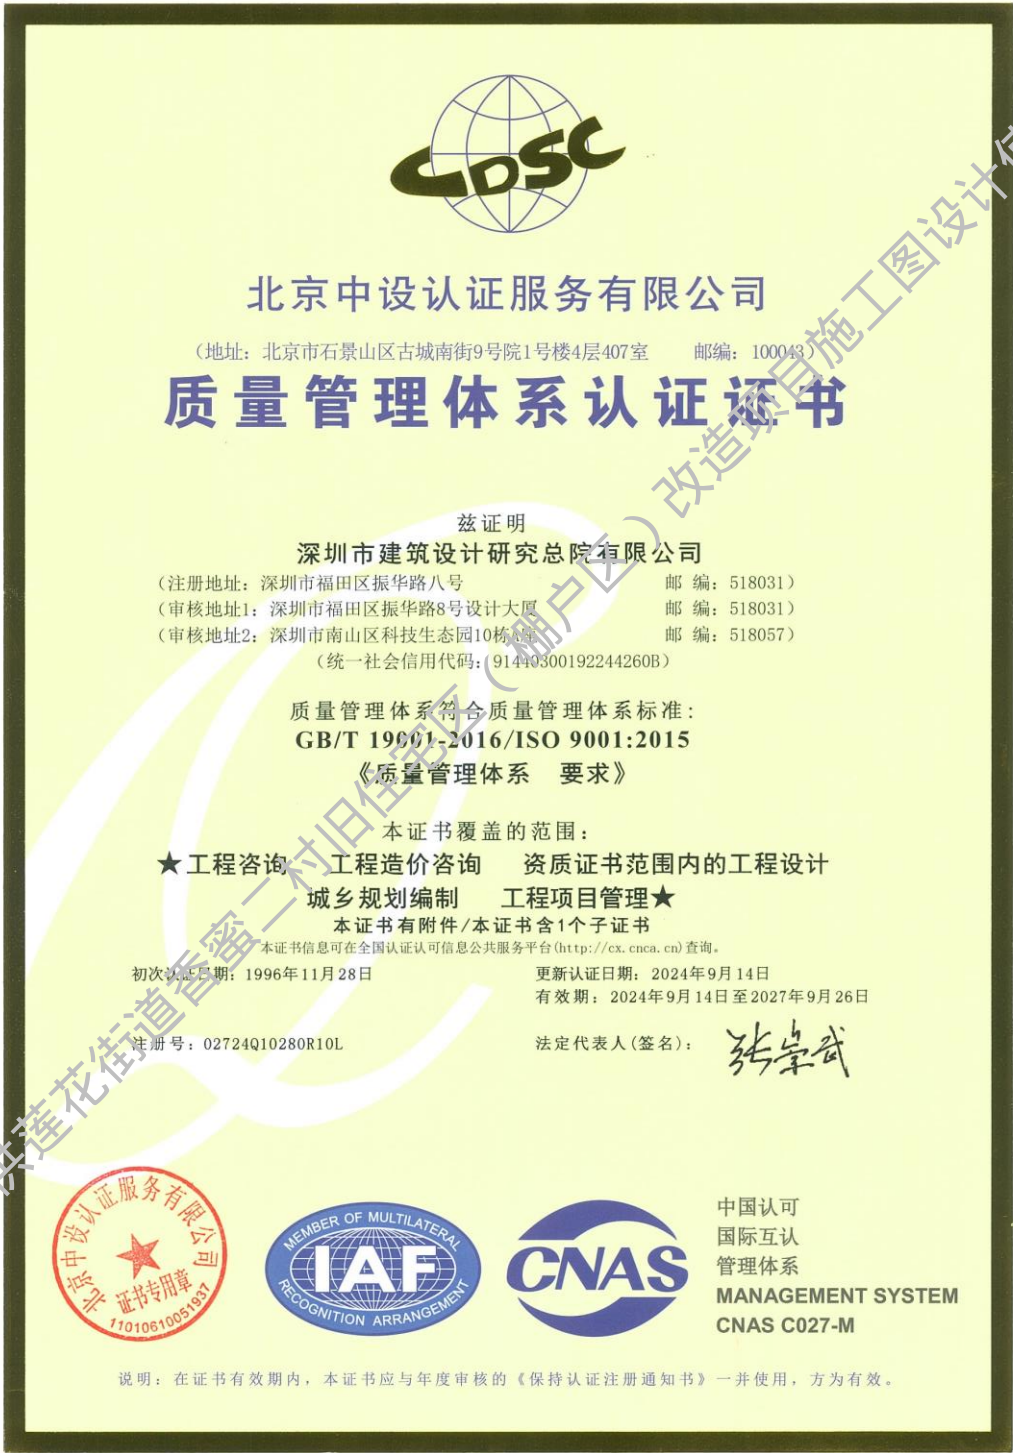 CDSC
北京中设认证服务有限公司
（地址：北京市石景山区古城南街9号院1号楼4层407室 邮编：100043）
质量管理体系认证证书
兹证明
深圳市建筑设计研究总院有限公司
（注册地址：深圳市福田区振华路八号 邮 编：518031）
（审核地址1：深圳市福田区振华路8号设计大厦 邮 编：518031）
（审核地址2：深圳市南山区科技生态园10栋A座 邮 编：518057）
（统一社会信用代码：91440300192244260B）
质量管理体系符合质量管理体系标准：
GB/T 19001-2016/ISO 9001:2015
《质量管理体系 要求》
本证书覆盖的范围：
★工程咨询 工程造价咨询 资质证书范围内的工程设计
城乡规划编制 工程项目管理★
本证书有附件/本证书含1个子证书
本证书信息可在全国认证认可信息公共服务平台(http://cx.cnca.cn)查询。
初次认证日期：1996年11月28日 更新认证日期：2024年9月14日
有效期：2024年9月14日至2027年9月26日
注册号：02724Q10280R10L 法定代表人(签名)：
张崇武
北京中设认证服务有限公司
证书专用章
11010610051937
MEMBER OF MULTILATERAL
IAF
RECOGNITION ARRANGEMENT
CNAS
中国认可
国际互认
管理体系
MANAGEMENT SYSTEM
CNAS C027-M
说明：在证书有效期内，本证书应与年度审核的《保持认证注册通知书》一并使用，方为有效。
供莲花街道香蜜二村旧住宅区（棚户区）改造项目施工图设计使